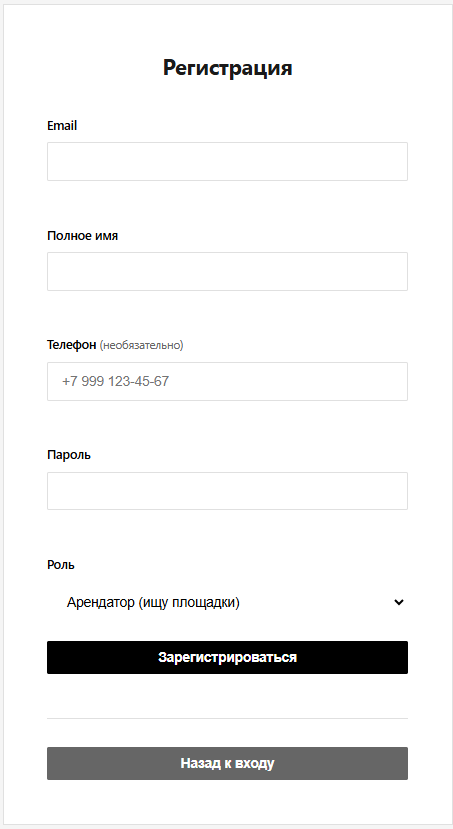 Регистрация
Email
Полное имя
Телефон (необязательно)
+7 999 123-45-67
Пароль
Роль
Арендатор (ищу площадки)
Зарегистрироваться
Назад к входу